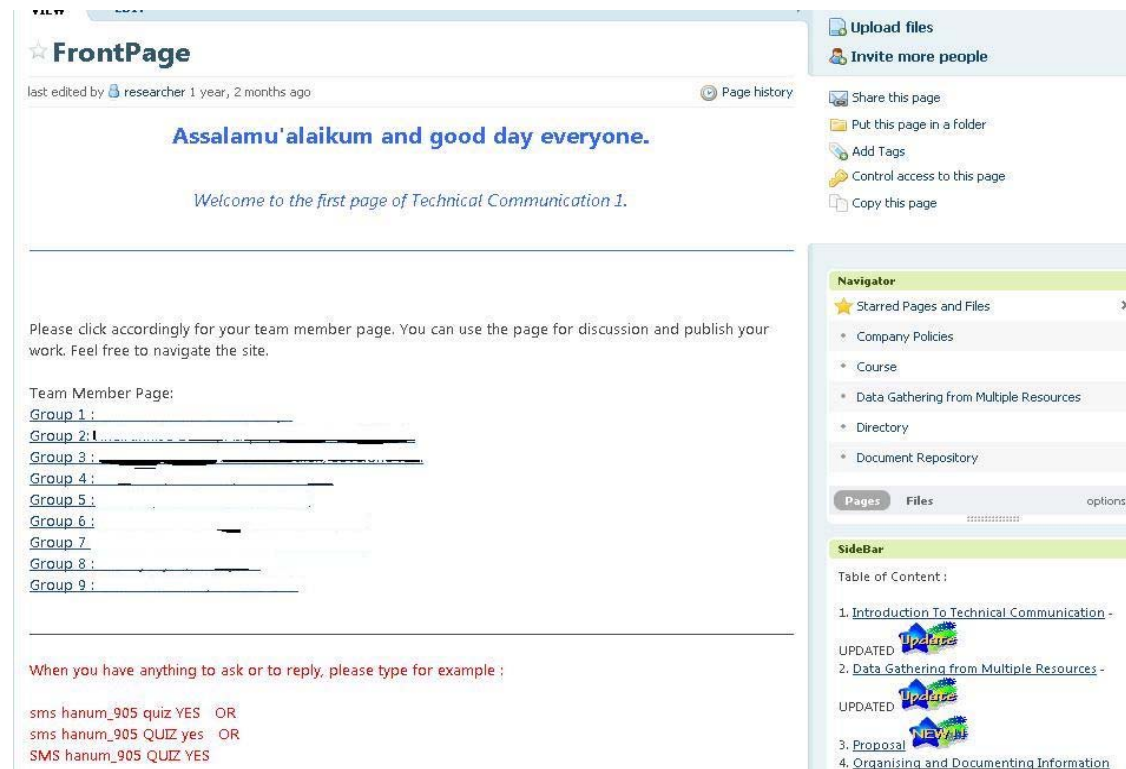 VIEW
EDIT
FrontPage
last edited by researcher 1 year, 2 months ago
Page history
Assalamu'alaikum and good day everyone.
Welcome to the first page of Technical Communication 1.
Please click accordingly for your team member page. You can use the page for discussion and publish your
work. Feel free to navigate the site.
Team Member Page:
Group 1 :
Group 2:
Group 3 :
Group 4 :
Group 5 :
Group 6 :
Group 7
Group 8 :
Group 9 :
When you have anything to ask or to reply, please type for example :
sms hanum_905 quiz YES OR
sms hanum_905 QUIZ yes OR
SMS hanum_905 QUIZ YES
Upload files
Invite more people
Share this page
Put this page in a folder
Add Tags
Control access to this page
Copy this page
Navigator
Starred Pages and Files
Company Policies
Course
Data Gathering from Multiple Resources
Directory
Document Repository
Pages Files options
SideBar
Table of Content :
1. Introduction To Technical Communication -
UPDATED Update
2. Data Gathering from Multiple Resources -
UPDATED Update
3. Proposal NEW !!!
4. Organising and Documenting Information